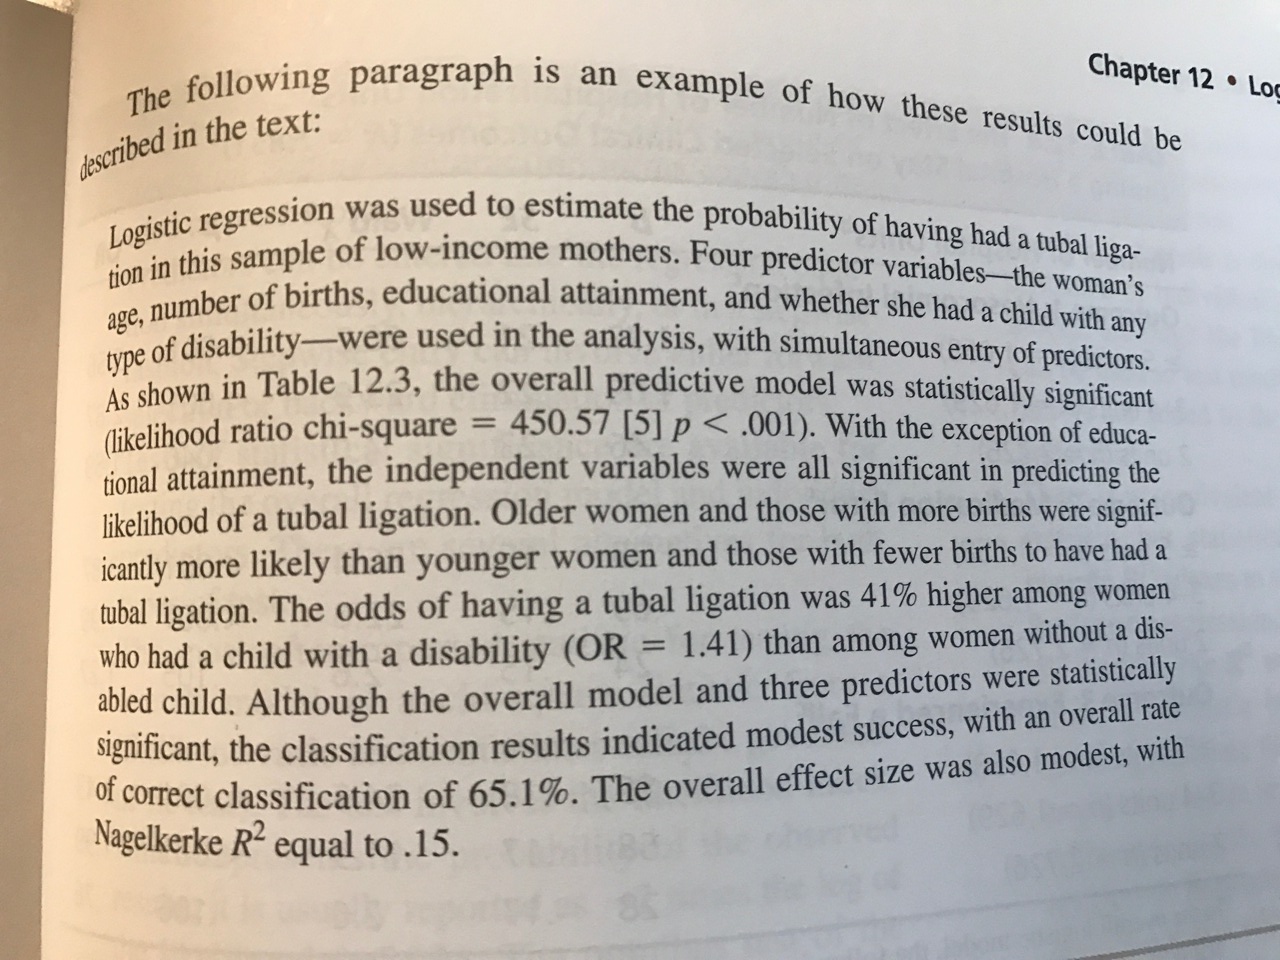 Chapter 12 •
The following paragraph is an example of how these results could be
described in the text:
Logistic regression was used to estimate the probability of having had a tubal liga-
tion in this sample of low-income mothers. Four predictor variables—the woman's
age, number of births, educational attainment, and whether she had a child with any
type of disability—were used in the analysis, with simultaneous entry of predictors.
As shown in Table 12.3, the overall predictive model was statistically significant
(likelihood ratio chi-square = 450.57 [5] p < .001). With the exception of educa-
tional attainment, the independent variables were all significant in predicting the
likelihood of a tubal ligation. Older women and those with more births were signif-
icantly more likely than younger women and those with fewer births to have had a
tubal ligation. The odds of having a tubal ligation was 41% higher among women
who had a child with a disability (OR = 1.41) than among women without a dis-
abled child. Although the overall model and three predictors were statistically
significant, the classification results indicated modest success, with an overall rate
of correct classification of 65.1%. The overall effect size was also modest, with
Nagelkerke R² equal to .15.